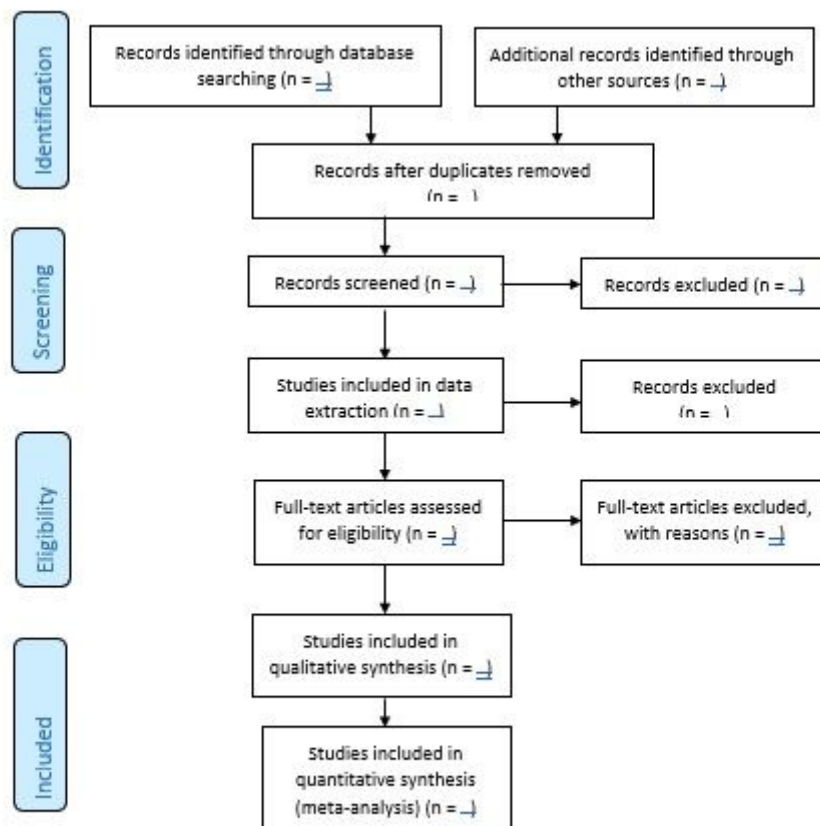 Identification
Records identified through database
searching (n = _)
Additional records identified through
other sources (n = _)
Records after duplicates removed
(n = _)
Screening
Records screened (n = _)
Records excluded (n = _)
Studies included in data
extraction (n = _)
Records excluded
(n = _)
Eligibility
Full-text articles assessed
for eligibility (n = _)
Full-text articles excluded,
with reasons (n = _)
Included
Studies included in
qualitative synthesis (n = _)
Studies included in
quantitative synthesis
(meta-analysis) (n = _)